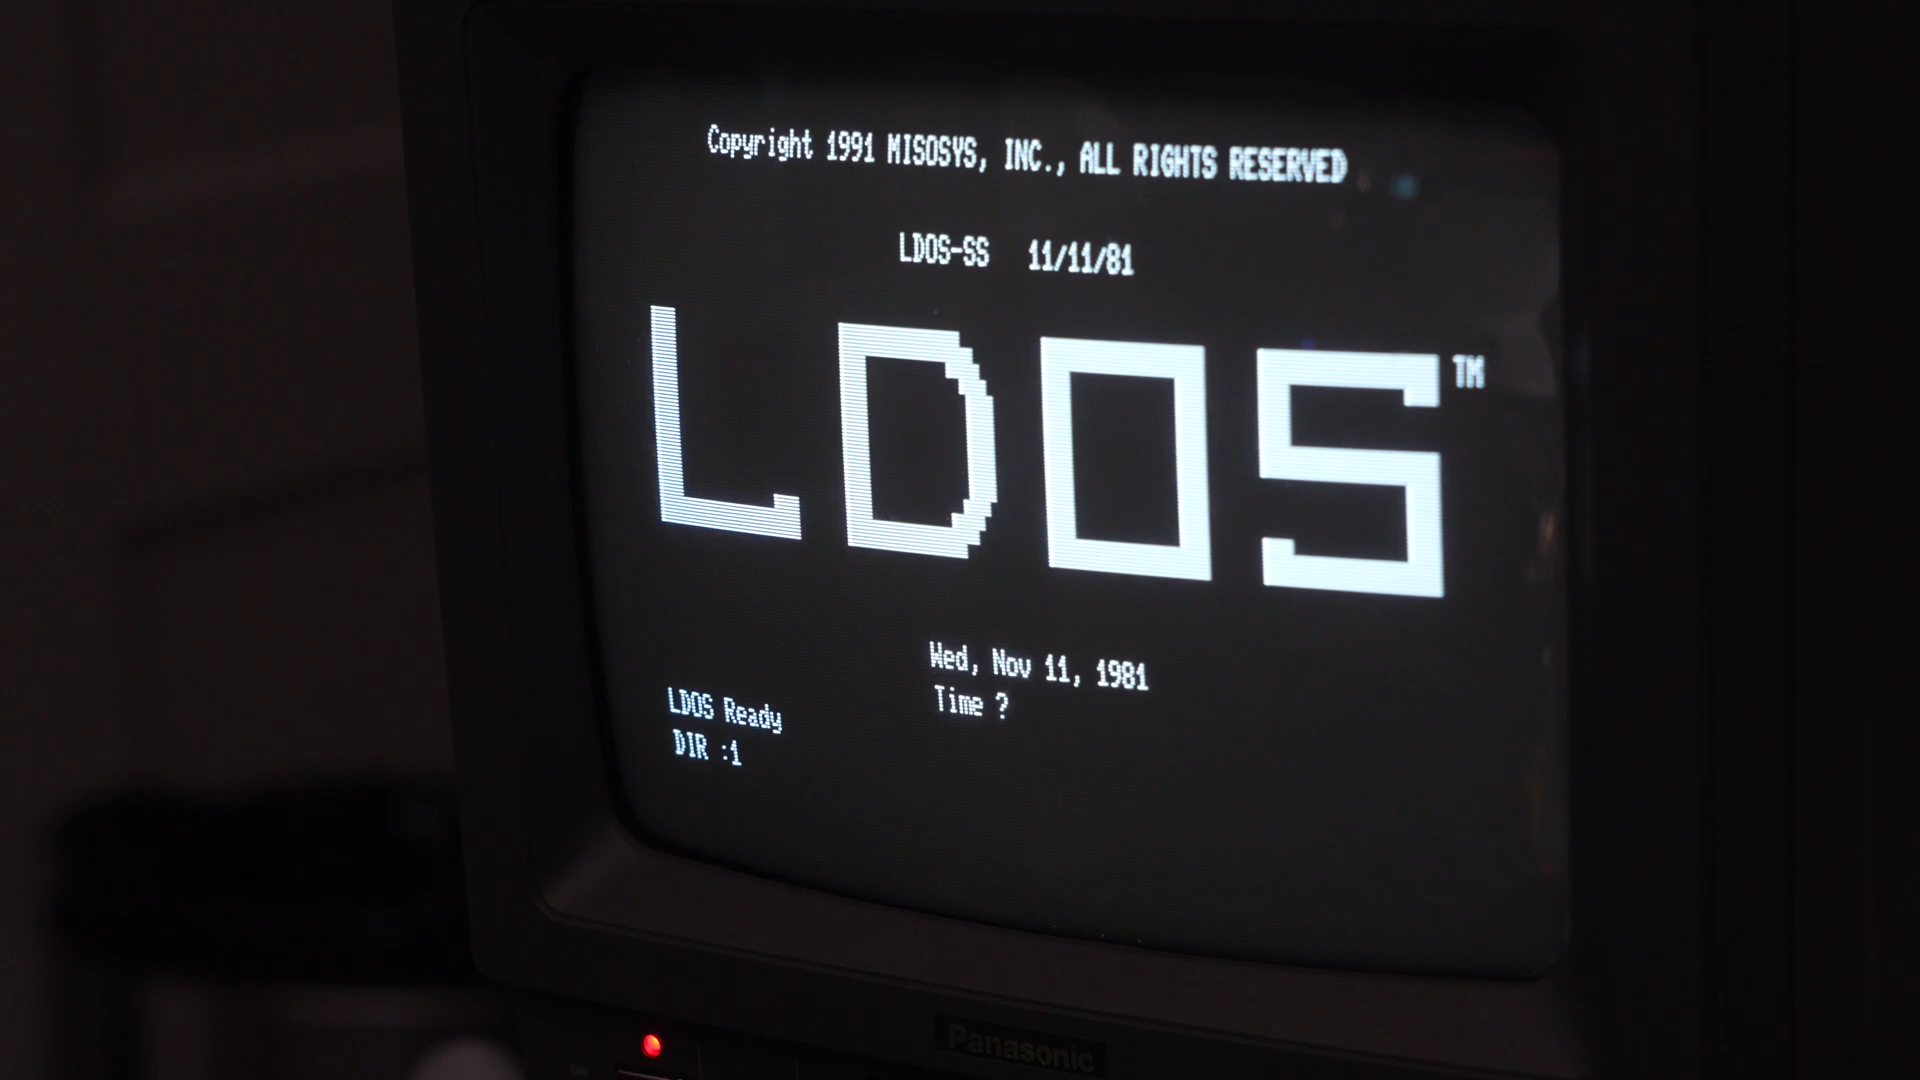 Copyright 1991 MISOSYS, INC., ALL RIGHTS RESERVED
LDOS-SS 11/11/81
LDOS™
Wed, Nov 11, 1981
Time ?
LDOS Ready
DIR :1
Panasonic